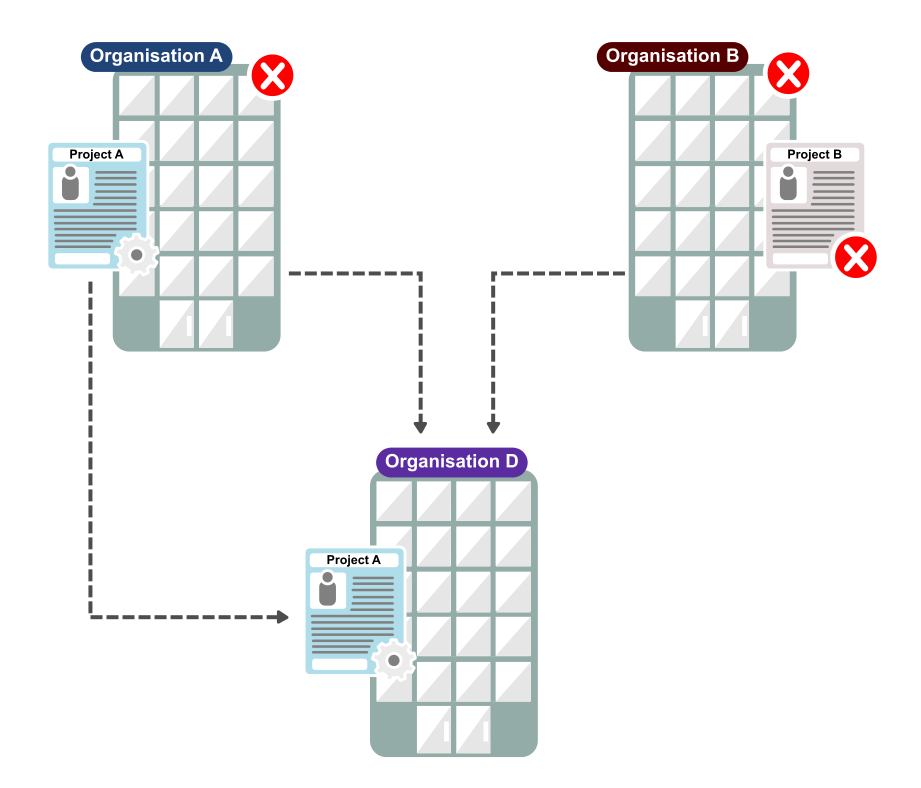 Organisation A
Organisation B
Project A
Project B
Organisation D
Project A